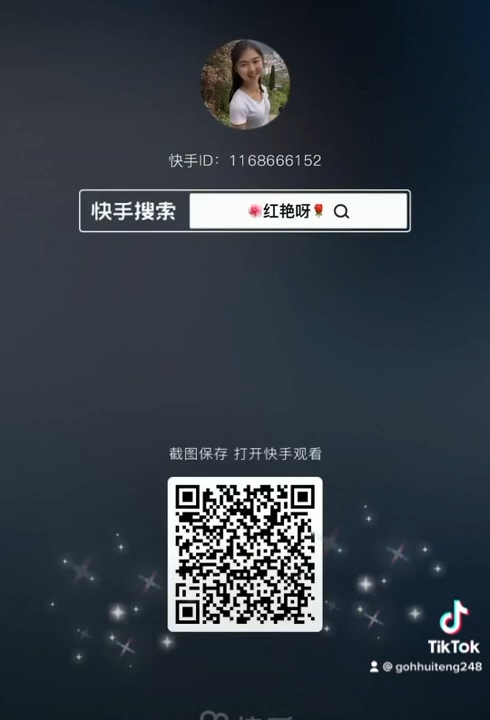 快手ID：1168666152
快手搜索 🌺红艳呀🌹
截图保存 打开快手观看
TikTok
@gohhuiteng248